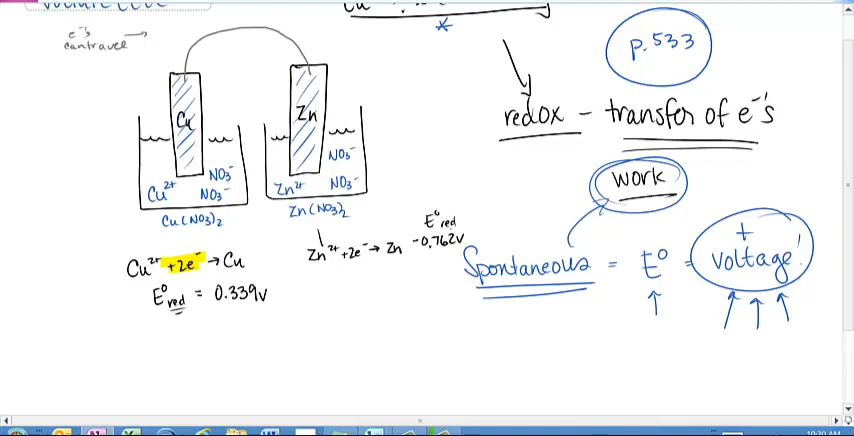 e⁻'s
can travel
Cu
Zn
Cu²⁺
NO₃⁻
NO₃⁻
Cu(NO₃)₂
NO₃⁻
Zn²⁺
NO₃⁻
Zn(NO₃)₂
Cu²⁺ +2e⁻ → Cu
E°red = 0.339v
E°red
Zn²⁺ +2e⁻ → Zn -0.762v
*
p.533
redox - transfer of e⁻'s
work
Spontaneous = E° = + voltage!